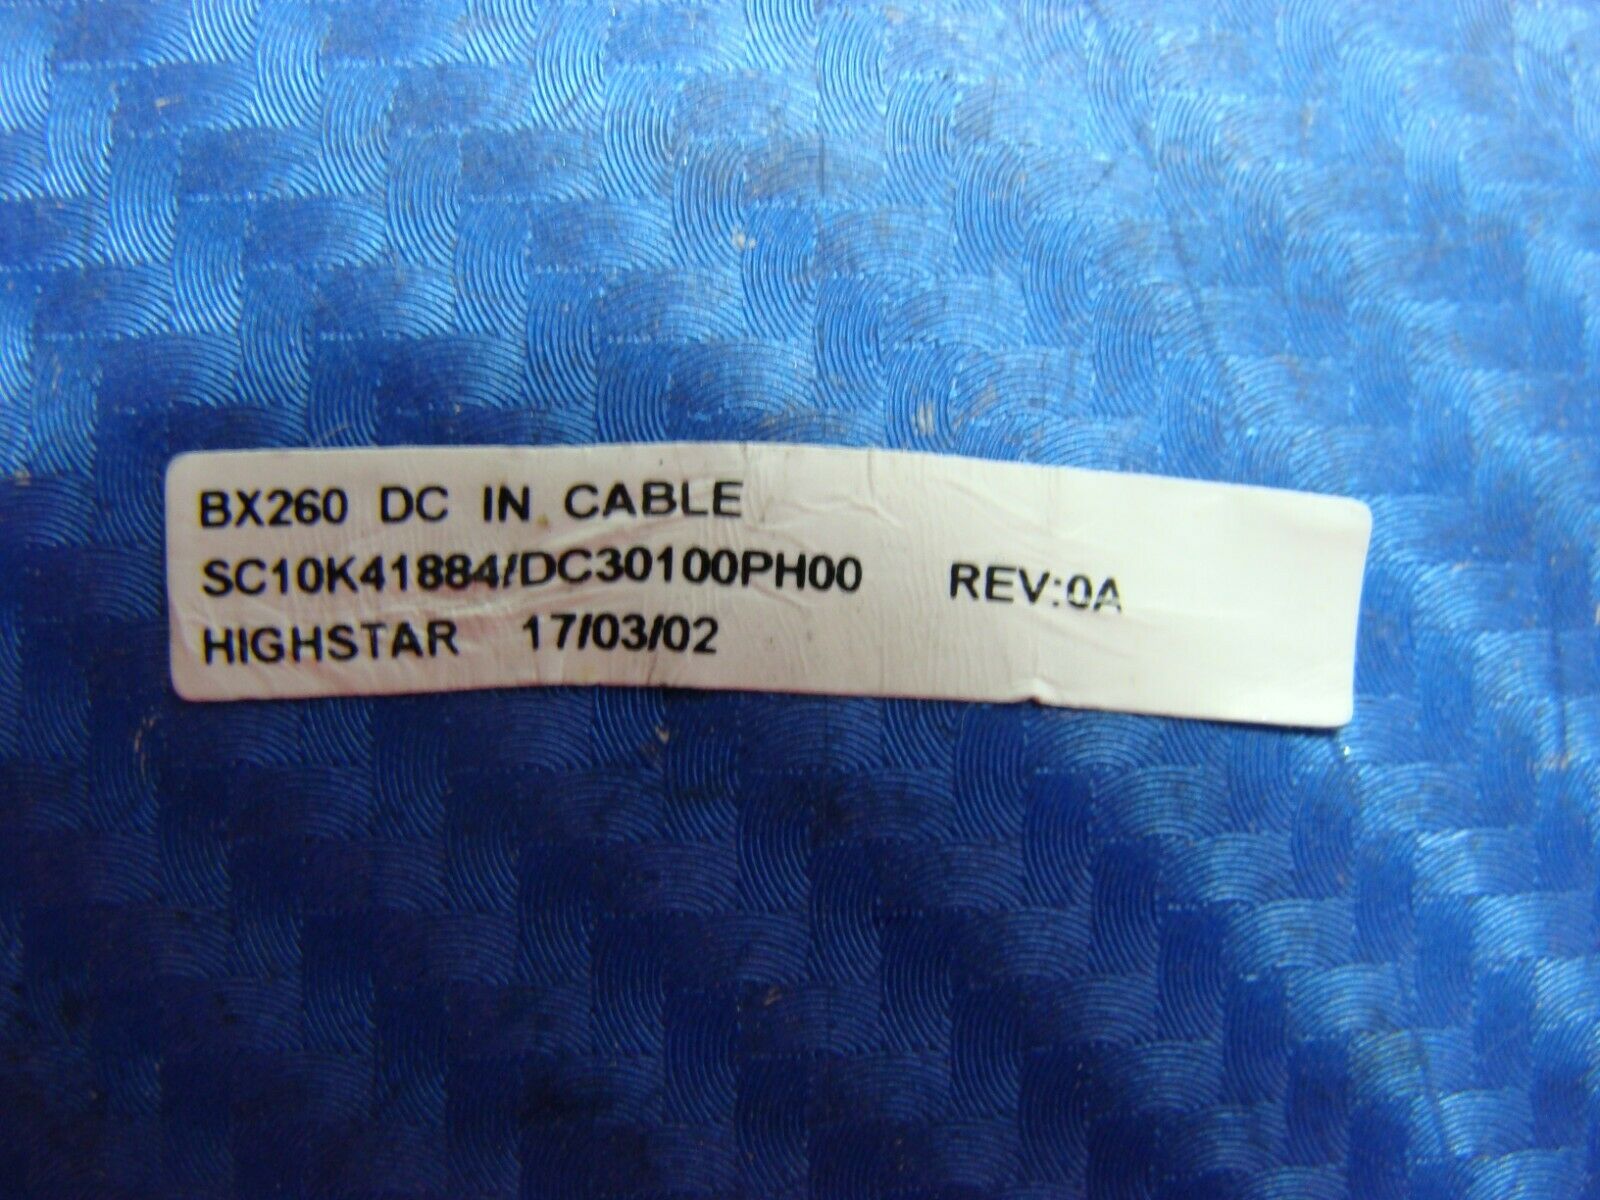 BX260 DC IN CABLE
SC10K41884/DC30100PH00 REV:0A
HIGHSTAR 17/03/02